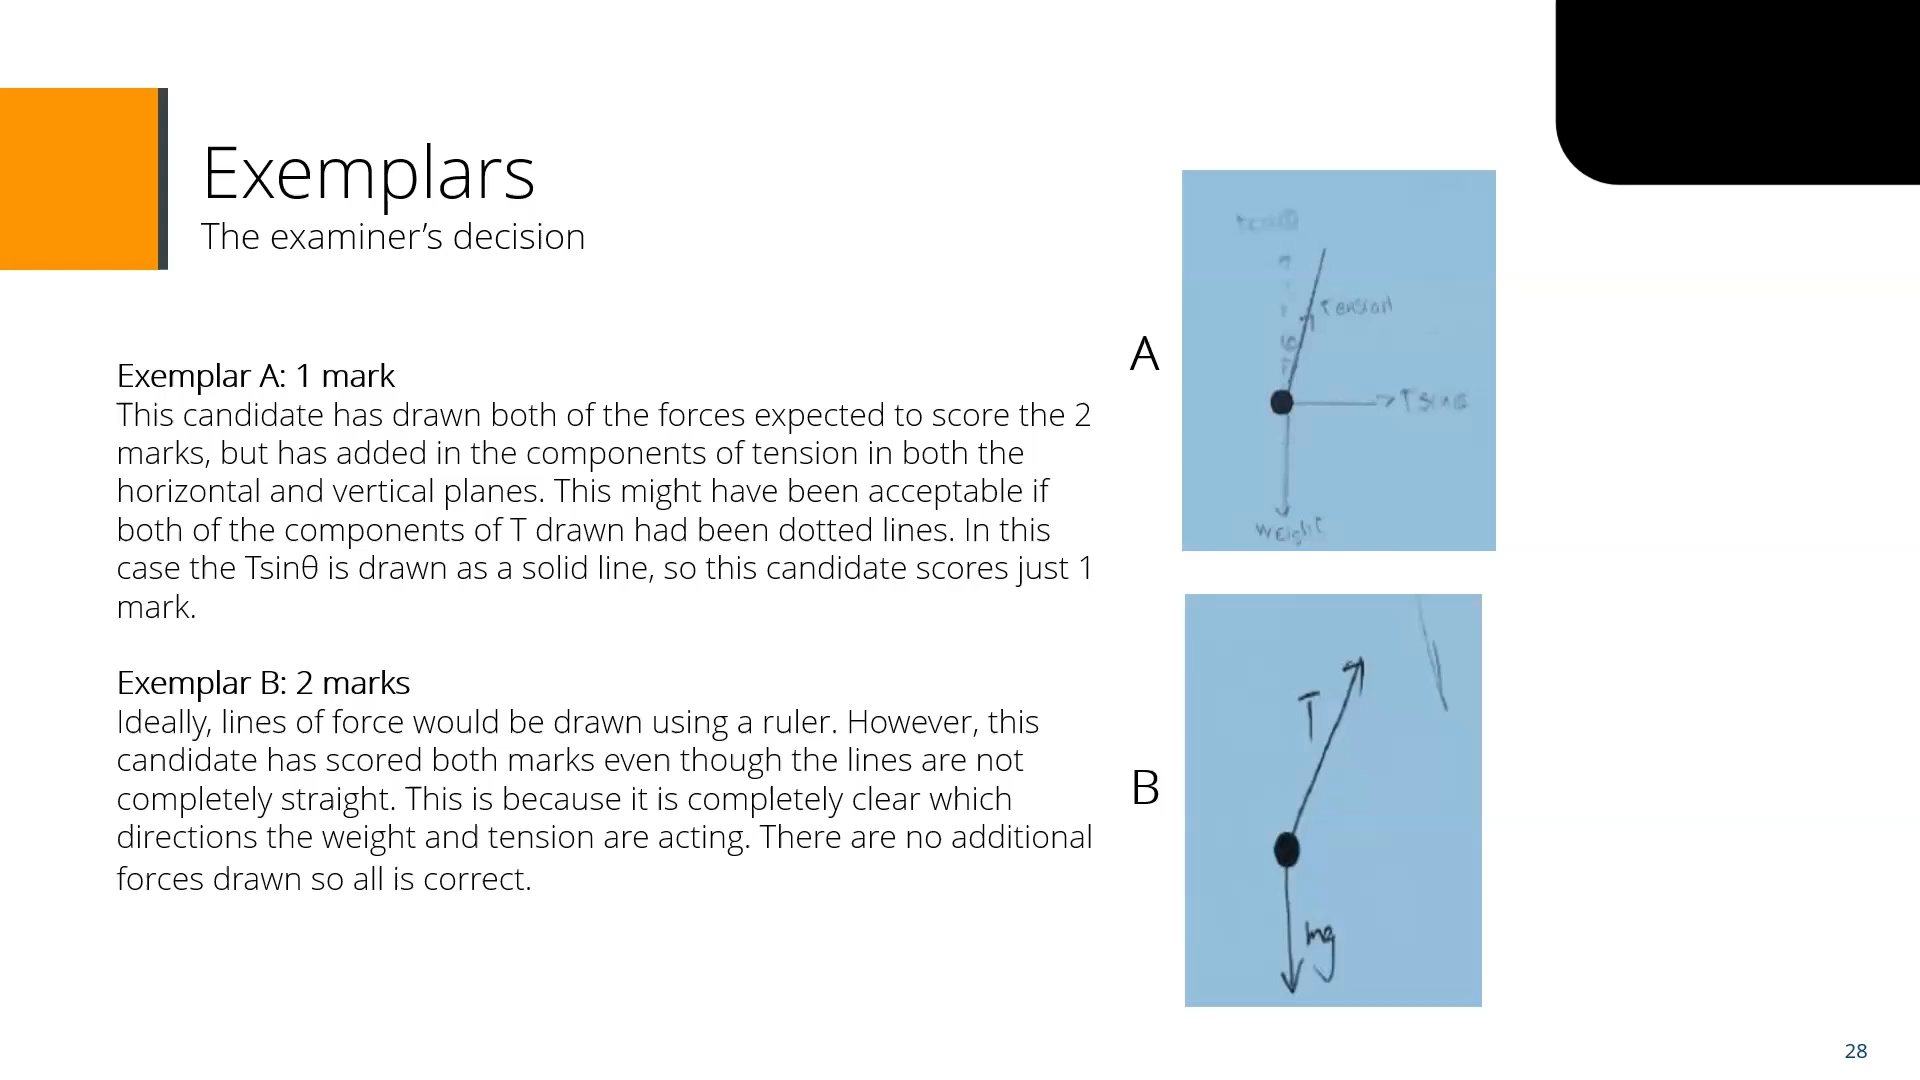 Exemplars
The examiner’s decision
Exemplar A: 1 mark
This candidate has drawn both of the forces expected to score the 2
marks, but has added in the components of tension in both the
horizontal and vertical planes. This might have been acceptable if
both of the components of T drawn had been dotted lines. In this
case the Tsinθ is drawn as a solid line, so this candidate scores just 1
mark.
Exemplar B: 2 marks
Ideally, lines of force would be drawn using a ruler. However, this
candidate has scored both marks even though the lines are not
completely straight. This is because it is completely clear which
directions the weight and tension are acting. There are no additional
forces drawn so all is correct.
A
Tension
Tsinθ
weight
B
T
mg
28